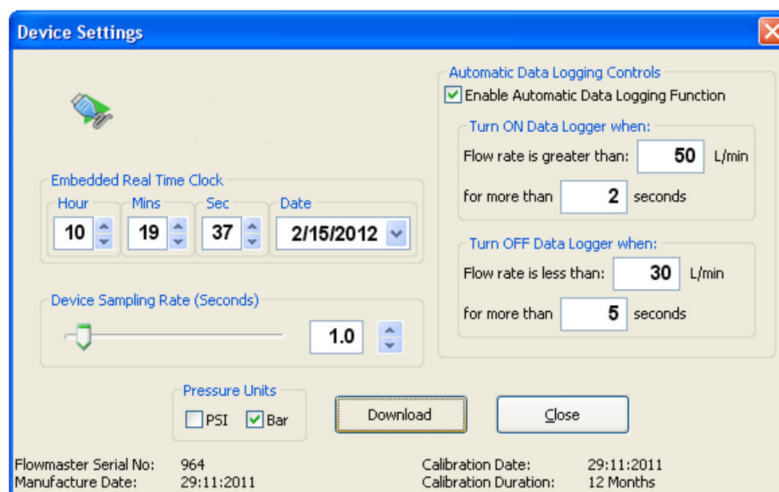 Device Settings
Automatic Data Logging Controls
Enable Automatic Data Logging Function
Turn ON Data Logger when:
Flow rate is greater than: 50 L/min
for more than 2 seconds
Embedded Real Time Clock
Hour Mins Sec Date
10 19 37 2/15/2012
Turn OFF Data Logger when:
Flow rate is less than: 30 L/min
for more than 5 seconds
Device Sampling Rate (Seconds)
1.0
Pressure Units
PSI Bar
Download
Close
Flowmaster Serial No: 964
Manufacture Date: 29:11:2011
Calibration Date: 29:11:2011
Calibration Duration: 12 Months